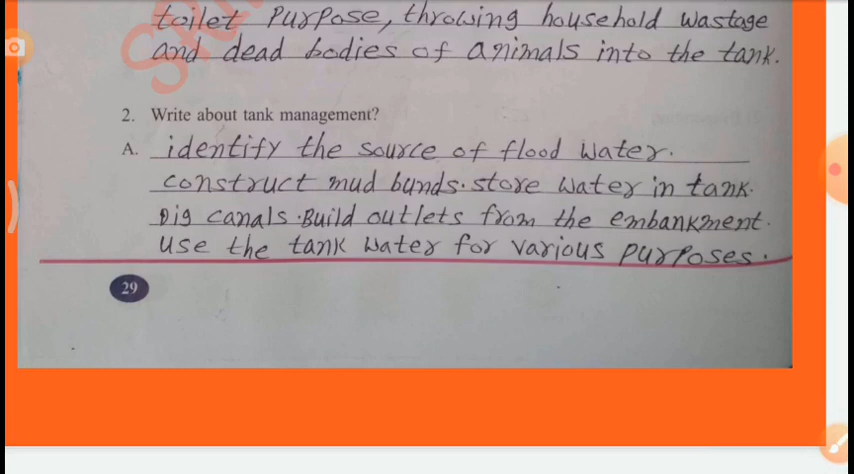 toilet purpose, throwing household wastage
and dead bodies of animals into the tank.
2. Write about tank management?
A. identify the source of flood water.
construct mud bunds. store water in tank.
Dig canals. Build outlets from the embankment.
use the tank water for various purposes.
29